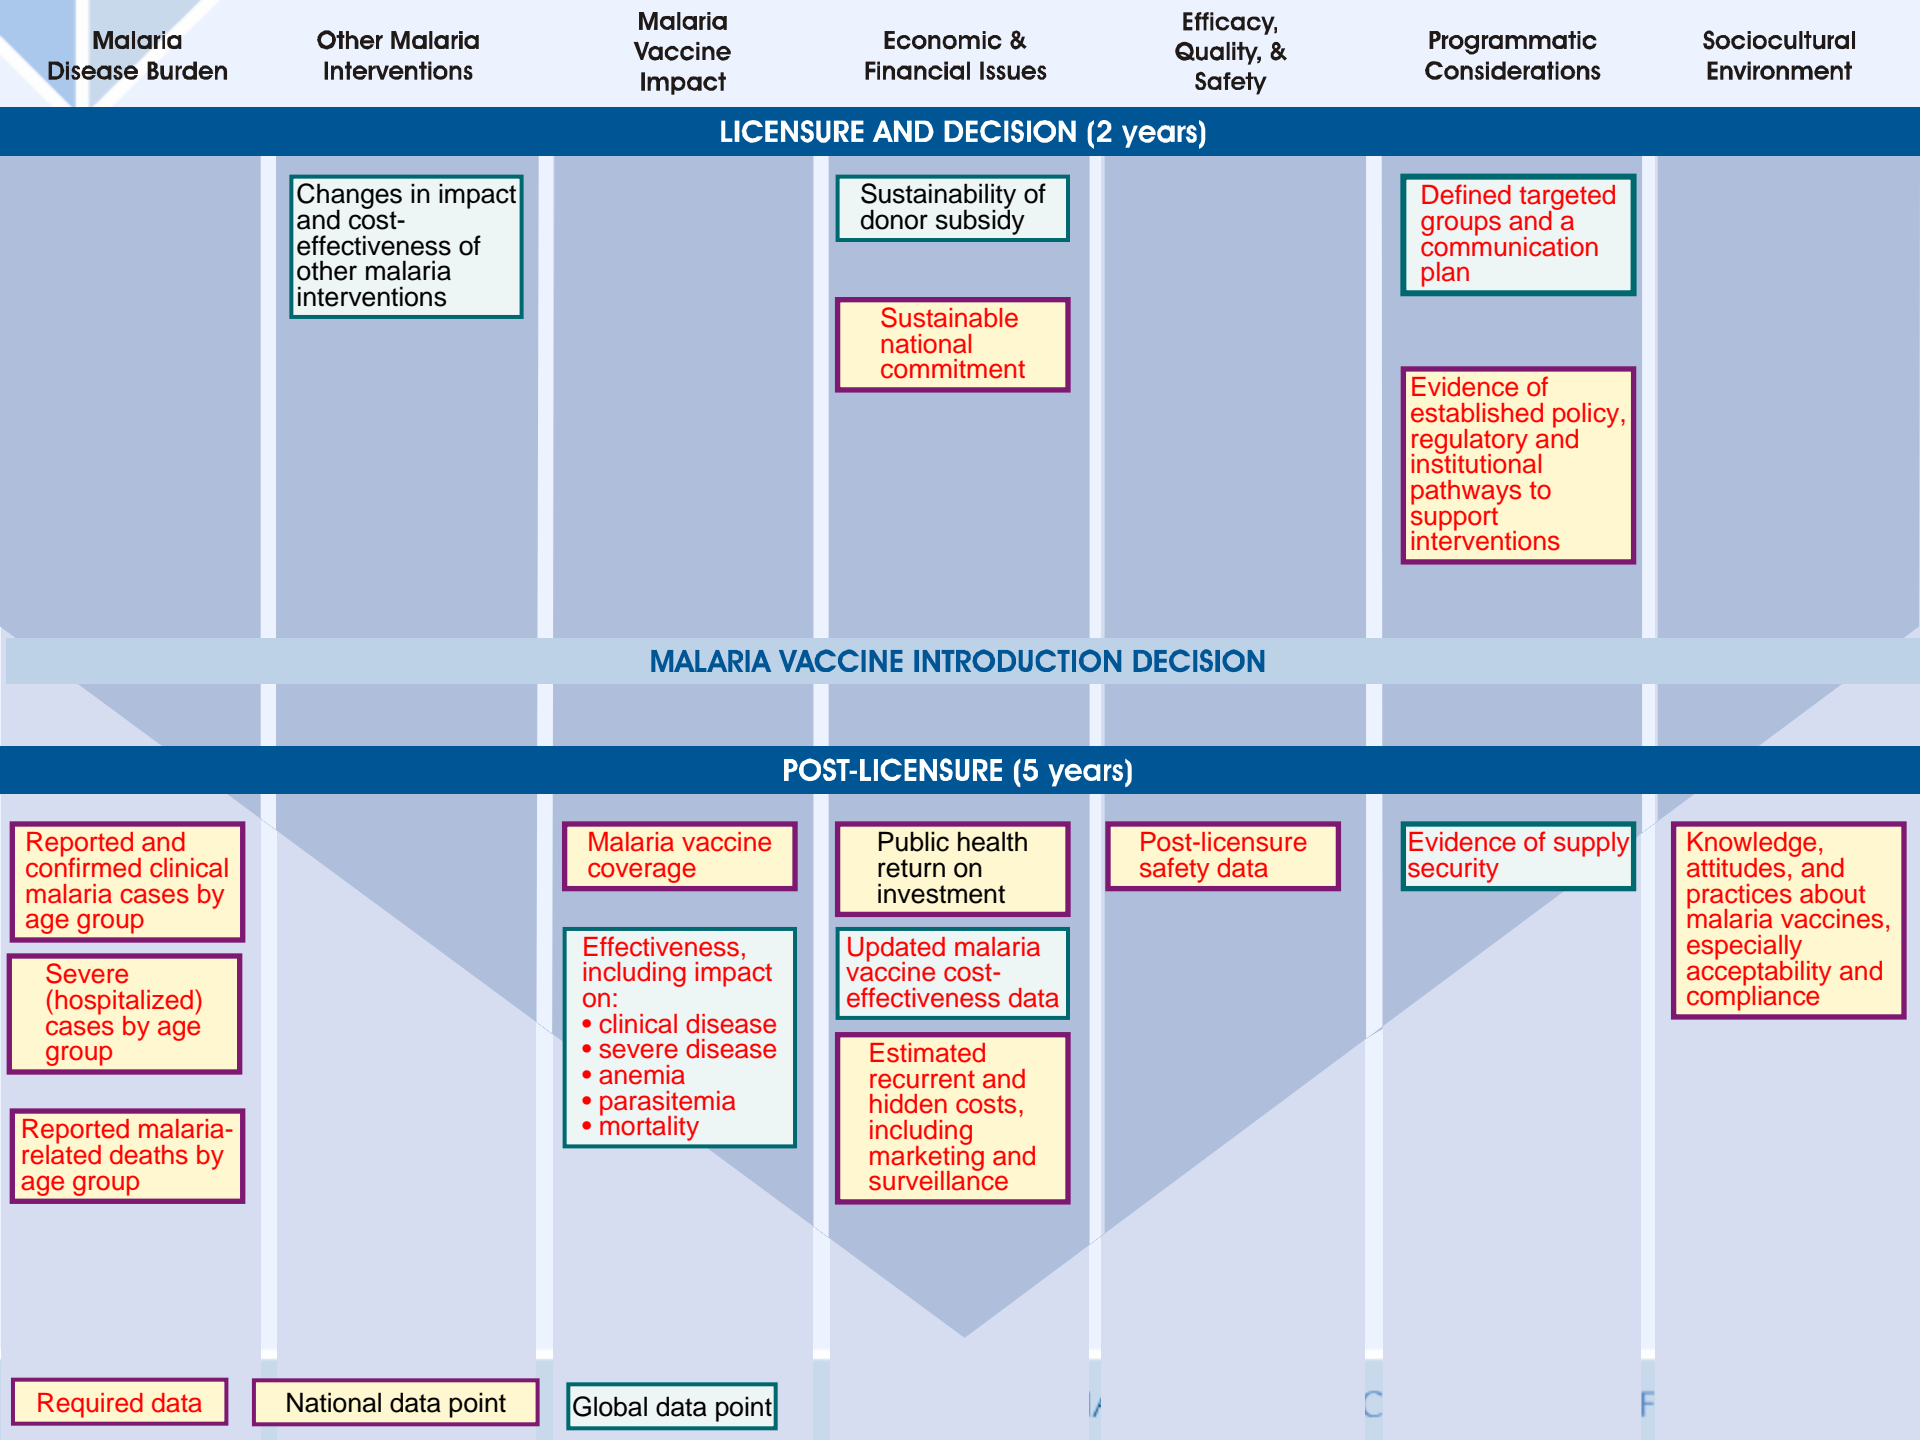 Malaria
Disease Burden
Other Malaria
Interventions
Malaria
Vaccine
Impact
Economic &
Financial Issues
Efficacy,
Quality, &
Safety
Programmatic
Considerations
Sociocultural
Environment
LICENSURE AND DECISION (2 years)
Changes in impact
and cost-
effectiveness of
other malaria
interventions
Sustainability of
donor subsidy
Sustainable
national
commitment
Defined targeted
groups and a
communication
plan
Evidence of
established policy,
regulatory and
institutional
pathways to
support
interventions
MALARIA VACCINE INTRODUCTION DECISION
POST-LICENSURE (5 years)
Reported and
confirmed clinical
malaria cases by
age group
Severe
(hospitalized)
cases by age
group
Reported malaria-
related deaths by
age group
Malaria vaccine
coverage
Effectiveness,
including impact
on:
• clinical disease
• severe disease
• anemia
• parasitemia
• mortality
Public health
return on
investment
Updated malaria
vaccine cost-
effectiveness data
Estimated
recurrent and
hidden costs,
including
marketing and
surveillance
Post-licensure
safety data
Evidence of supply
security
Knowledge,
attitudes, and
practices about
malaria vaccines,
especially
acceptability and
compliance
Required data
National data point
Global data point